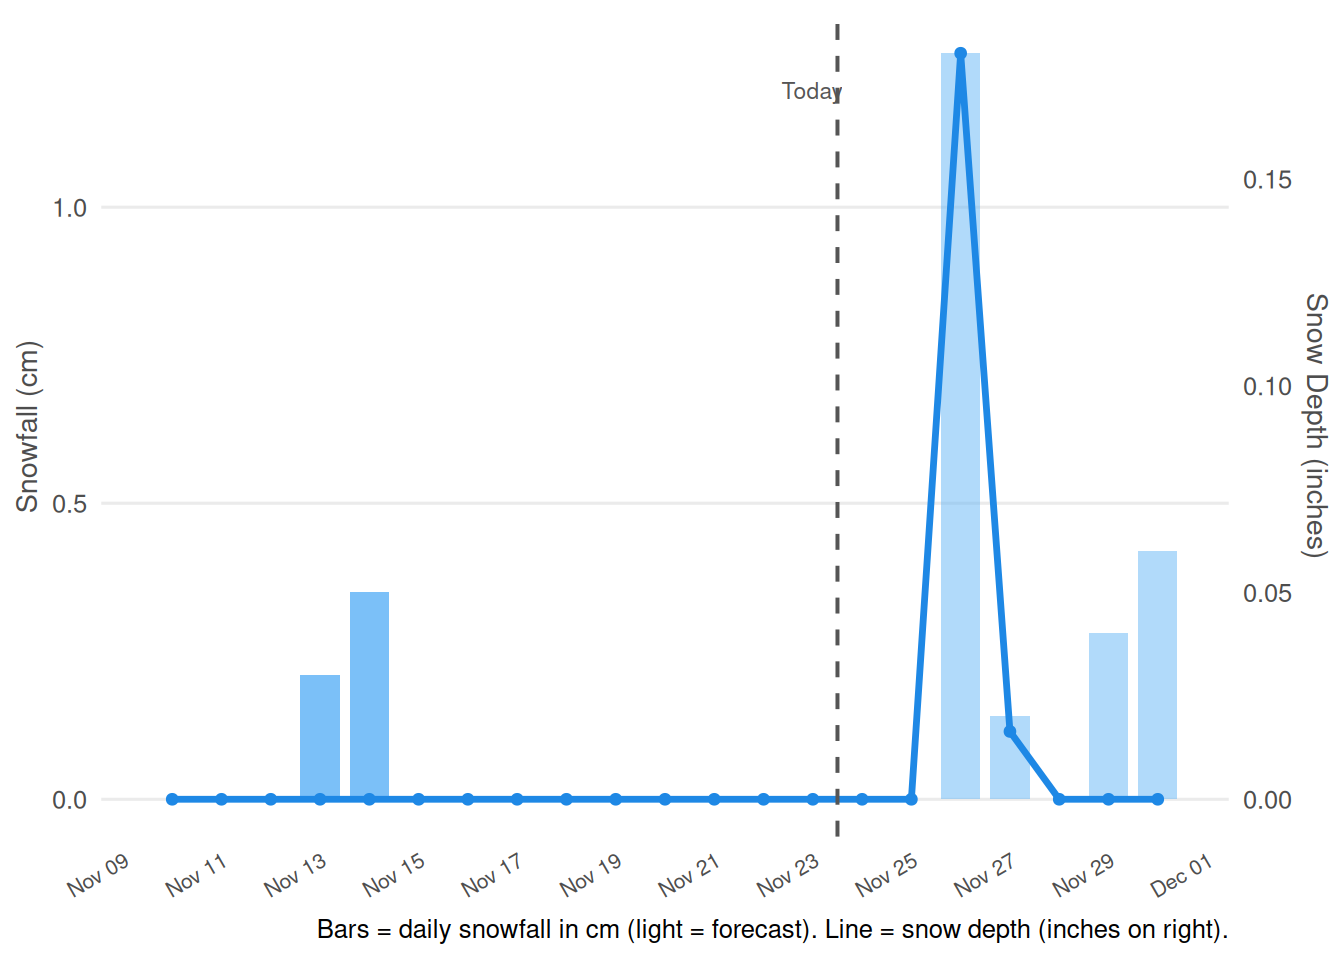 Today
1.0
0.5
0.0
Snowfall (cm)
0.15
0.10
0.05
0.00
Snow Depth (inches)
Nov 09
Nov 11
Nov 13
Nov 15
Nov 17
Nov 19
Nov 21
Nov 23
Nov 25
Nov 27
Nov 29
Dec 01
Bars = daily snowfall in cm (light = forecast). Line = snow depth (inches on right).